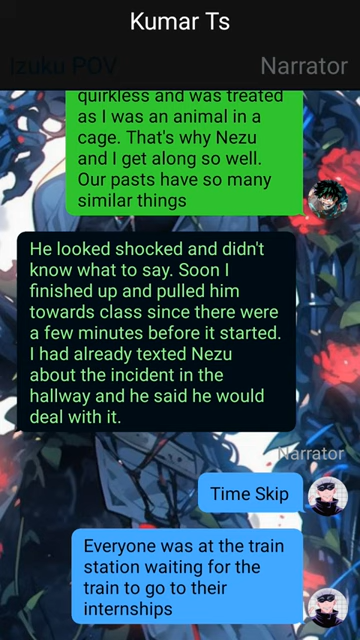 Kumar Ts
Izuku POV
Narrator
quirkless and was treated
as I was an animal in a
cage. That's why Nezu
and I get along so well.
Our pasts have so many
similar things
He looked shocked and didn't
know what to say. Soon I
finished up and pulled him
towards class since there were
a few minutes before it started.
I had already texted Nezu
about the incident in the
hallway and he said he would
deal with it.
Narrator
Time Skip
Everyone was at the train
station waiting for the
train to go to their
internships